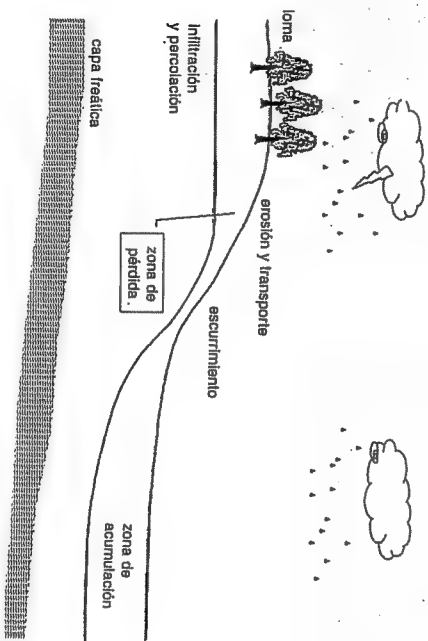 loma
erosión y transporte
escurrimiento
Infiltración
y percolación
zona de
pérdida.
zona de
acumulación
capa freática